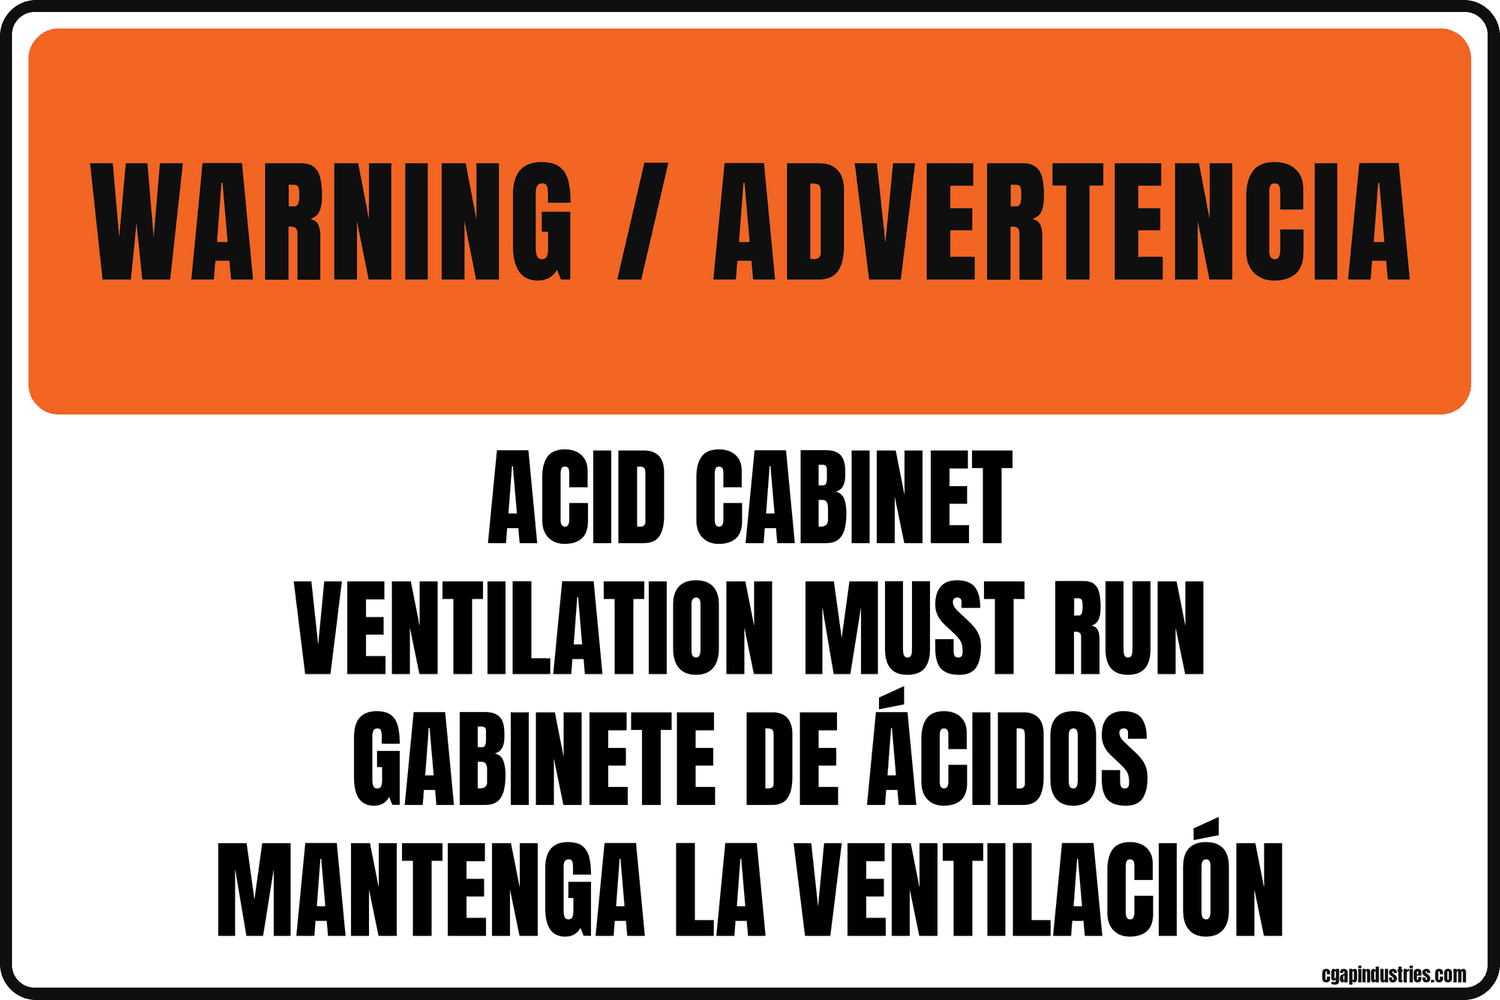 WARNING / ADVERTENCIA
ACID CABINET
VENTILATION MUST RUN
GABINETE DE ÁCIDOS
MANTENGA LA VENTILACIÓN
cgapindustries.com